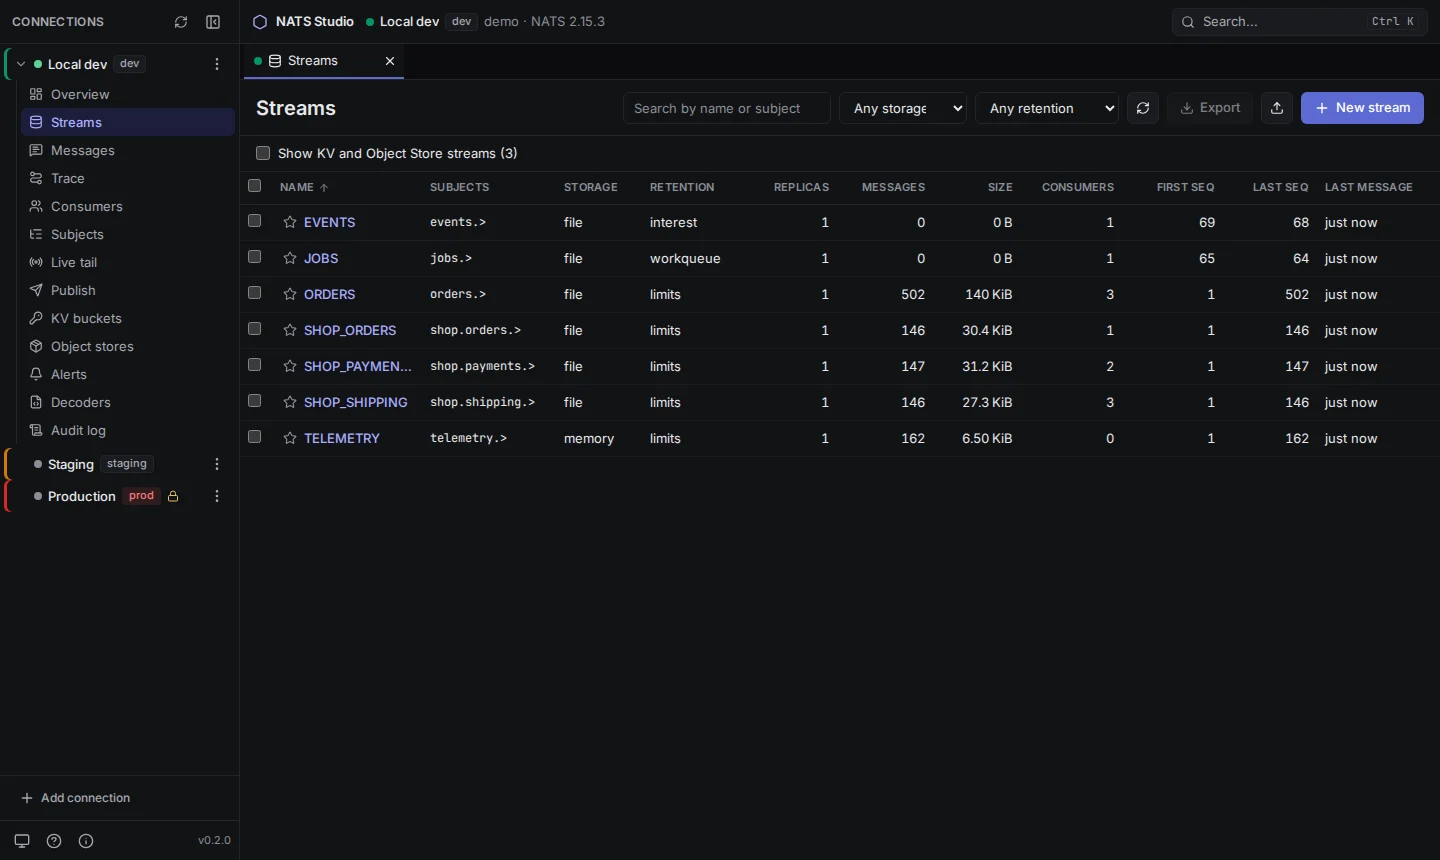 CONNECTIONS
Local dev dev
Overview
Streams
Messages
Trace
Consumers
Subjects
Live tail
Publish
KV buckets
Object stores
Alerts
Decoders
Audit log
Staging staging
Production prod
Add connection
v0.2.0
NATS Studio Local dev dev demo · NATS 2.15.3
Search... Ctrl K
Streams
Streams
Search by name or subject Any storage Any retention Export New stream
Show KV and Object Store streams (3)
NAME SUBJECTS STORAGE RETENTION REPLICAS MESSAGES SIZE CONSUMERS FIRST SEQ LAST SEQ LAST MESSAGE
EVENTS events.> file interest 1 0 0 B 1 69 68 just now
JOBS jobs.> file workqueue 1 0 0 B 1 65 64 just now
ORDERS orders.> file limits 1 502 140 KiB 3 1 502 just now
SHOP_ORDERS shop.orders.> file limits 1 146 30.4 KiB 1 1 146 just now
SHOP_PAYMEN... shop.payments.> file limits 1 147 31.2 KiB 2 1 147 just now
SHOP_SHIPPING shop.shipping.> file limits 1 146 27.3 KiB 3 1 146 just now
TELEMETRY telemetry.> memory limits 1 162 6.50 KiB 0 1 162 just now